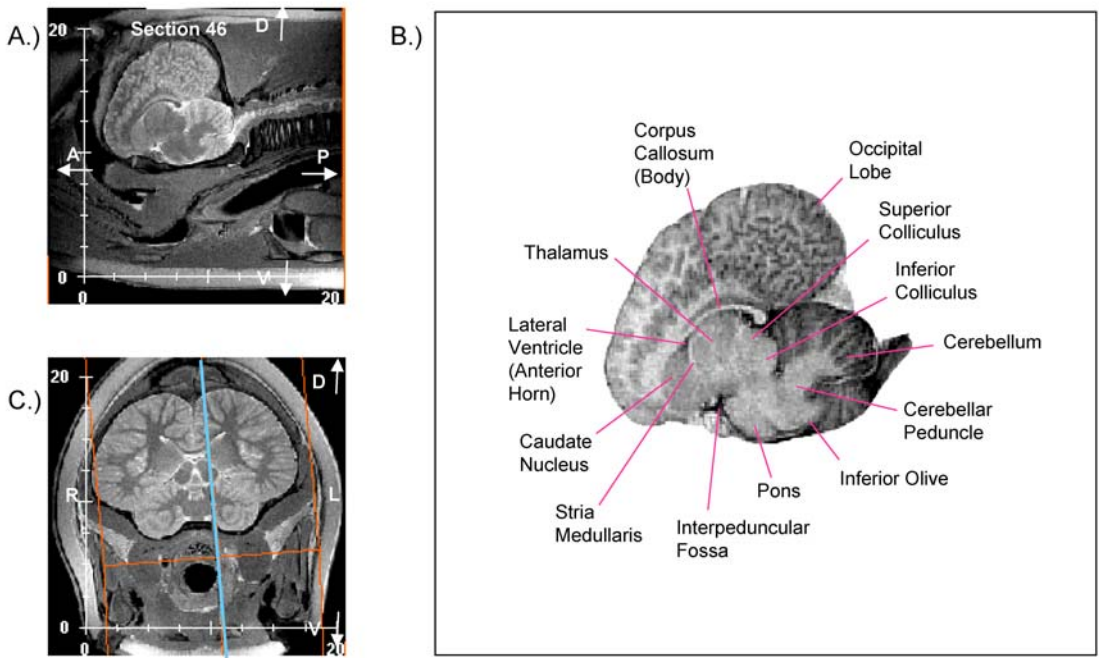 A.)
20
Section 46
D
A
P
0
V
0
20
B.)
Corpus
Callosum
(Body)
Occipital
Lobe
Superior
Colliculus
Thalamus
Inferior
Colliculus
Lateral
Ventricle
(Anterior
Horn)
Cerebellum
Cerebellar
Peduncle
Caudate
Nucleus
Inferior Olive
Pons
Stria
Medullaris
Interpeduncular
Fossa
C.)
20
D
R
L
0
V
0
20